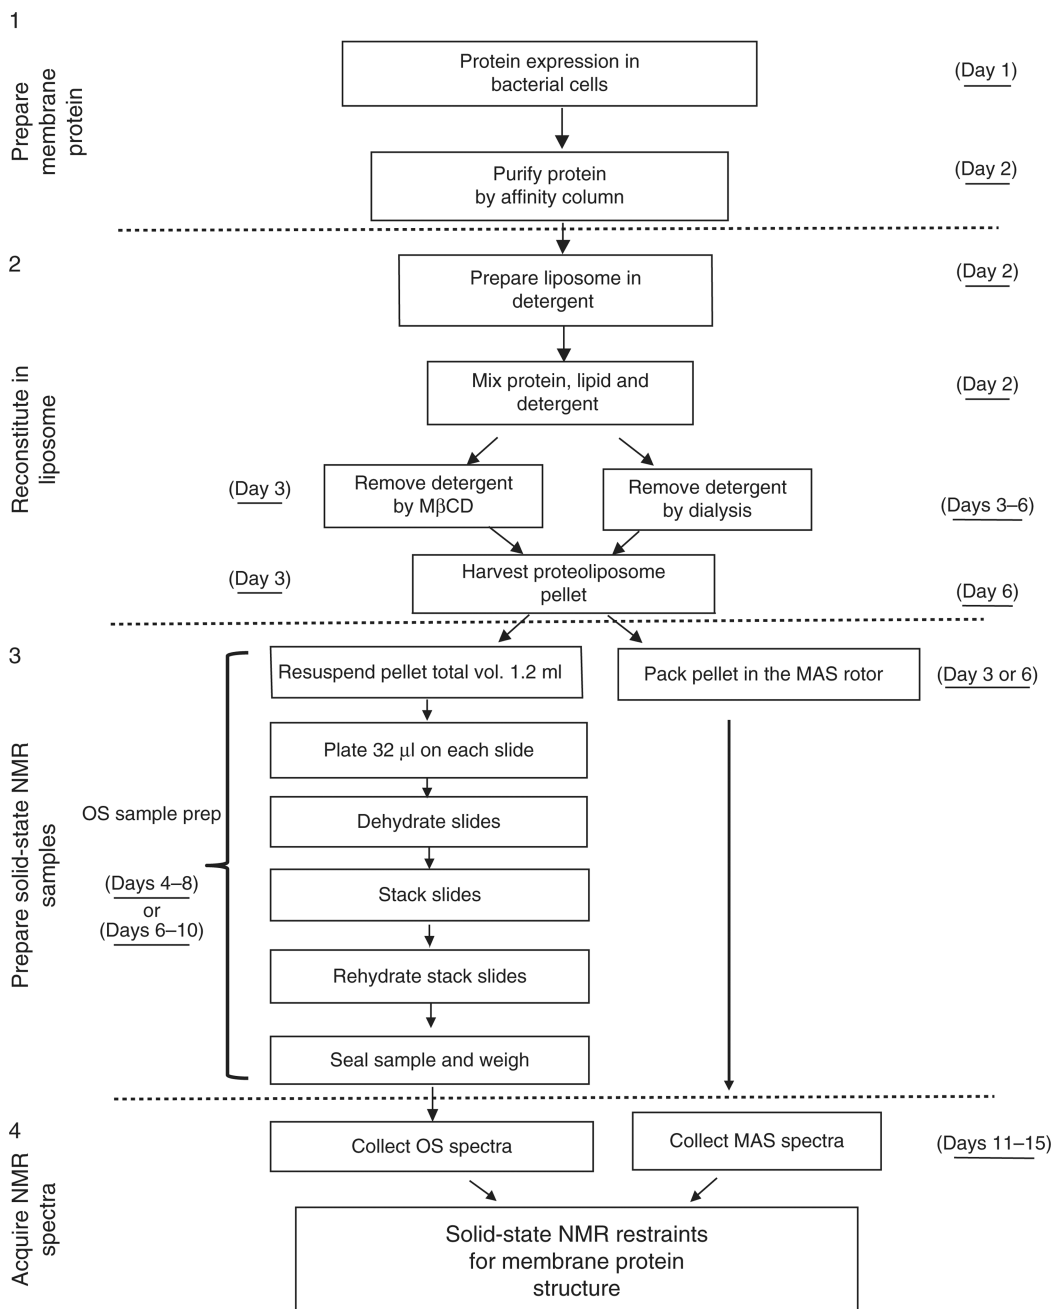 1
Prepare
membrane
protein
Protein expression in
bacterial cells
(Day 1)
Purify protein
by affinity column
(Day 2)
2
Reconstitute in
liposome
Prepare liposome in
detergent
(Day 2)
Mix protein, lipid and
detergent
(Day 2)
(Day 3)
Remove detergent
by MβCD
Remove detergent
by dialysis
(Days 3–6)
(Day 3)
Harvest proteoliposome
pellet
(Day 6)
3
Prepare solid-state NMR
samples
Resuspend pellet total vol. 1.2 ml
Pack pellet in the MAS rotor
(Day 3 or 6)
Plate 32 μl on each slide
OS sample prep
Dehydrate slides
(Days 4–8)
or
(Days 6–10)
Stack slides
Rehydrate stack slides
Seal sample and weigh
4
Acquire NMR
spectra
Collect OS spectra
Collect MAS spectra
(Days 11–15)
Solid-state NMR restraints
for membrane protein
structure